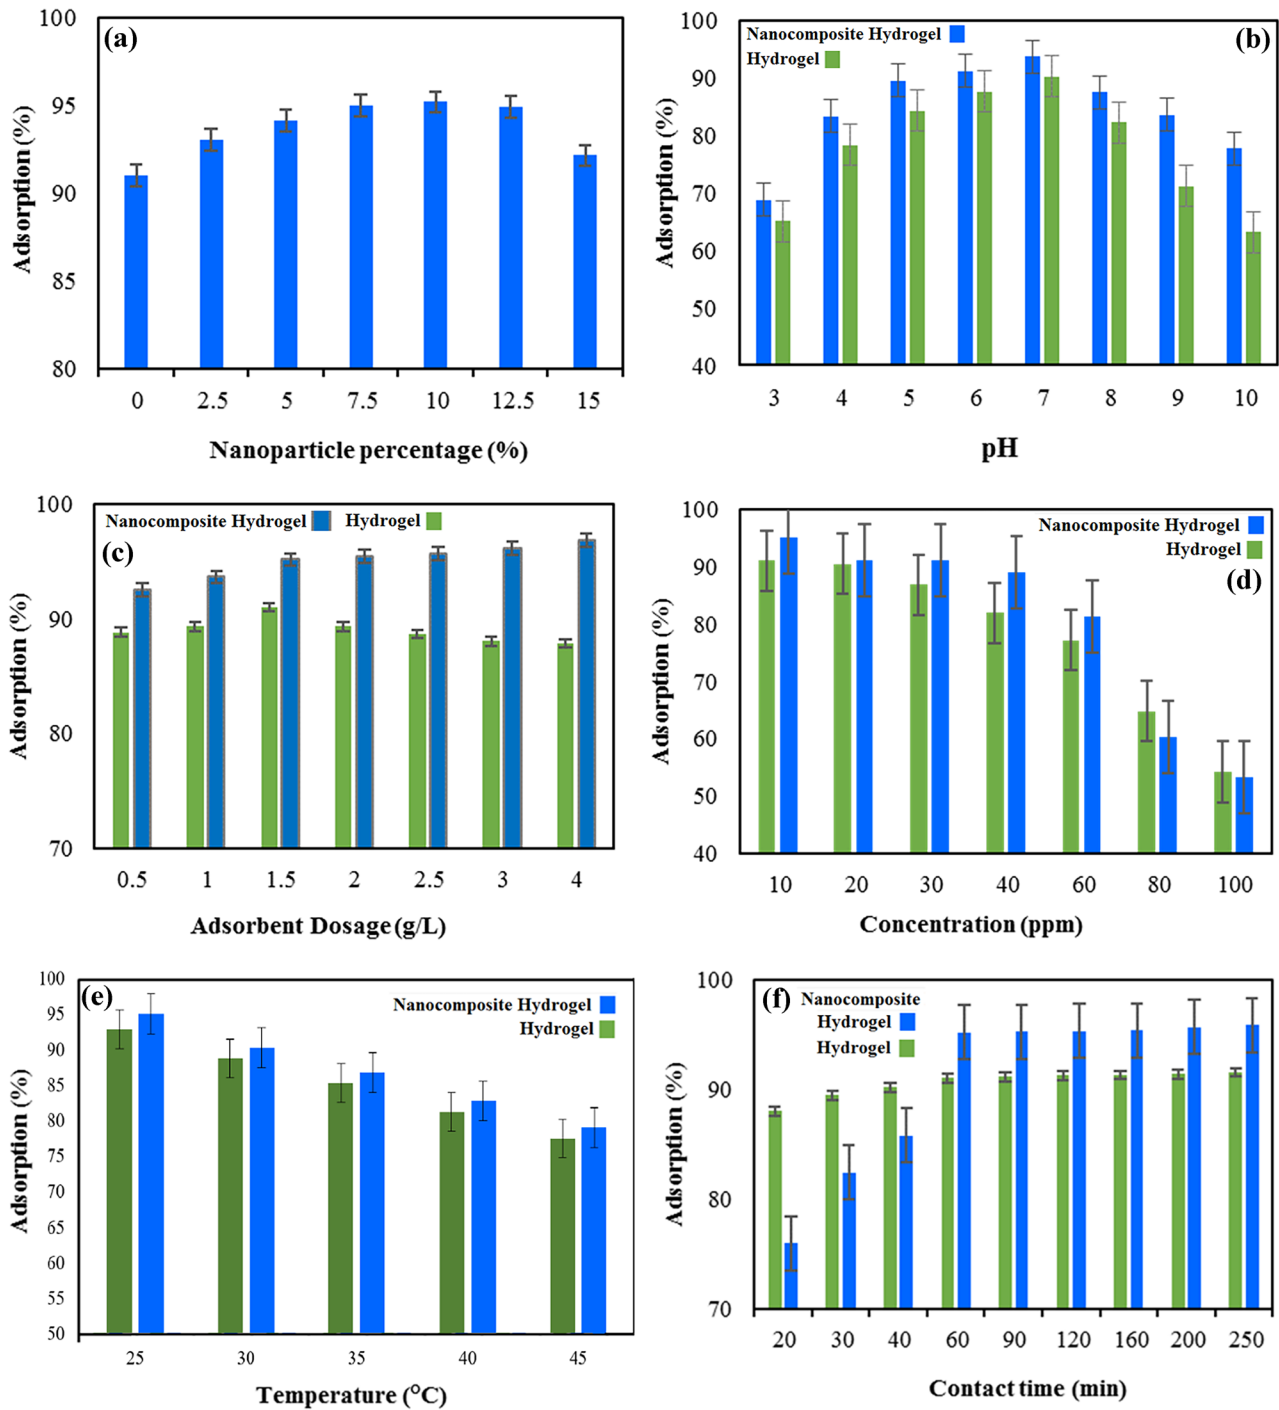 (a)
100
95
90
85
80
Adsorption (%)
0 2.5 5 7.5 10 12.5 15
Nanoparticle percentage (%)
Nanocomposite Hydrogel
Hydrogel
(b)
100
90
80
70
60
50
40
Adsorption (%)
3 4 5 6 7 8 9 10
pH
Nanocomposite Hydrogel Hydrogel
(c)
100
90
80
70
Adsorption (%)
0.5 1 1.5 2 2.5 3 4
Adsorbent Dosage (g/L)
Nanocomposite Hydrogel
Hydrogel
(d)
100
90
80
70
60
50
40
Adsorption (%)
10 20 30 40 60 80 100
Concentration (ppm)
(e)
Nanocomposite Hydrogel
Hydrogel
100
95
90
85
80
75
70
65
60
55
50
Adsorption (%)
25 30 35 40 45
Temperature (°C)
(f)
Nanocomposite
Hydrogel
Hydrogel
100
90
80
70
Adsorption (%)
20 30 40 60 90 120 160 200 250
Contact time (min)